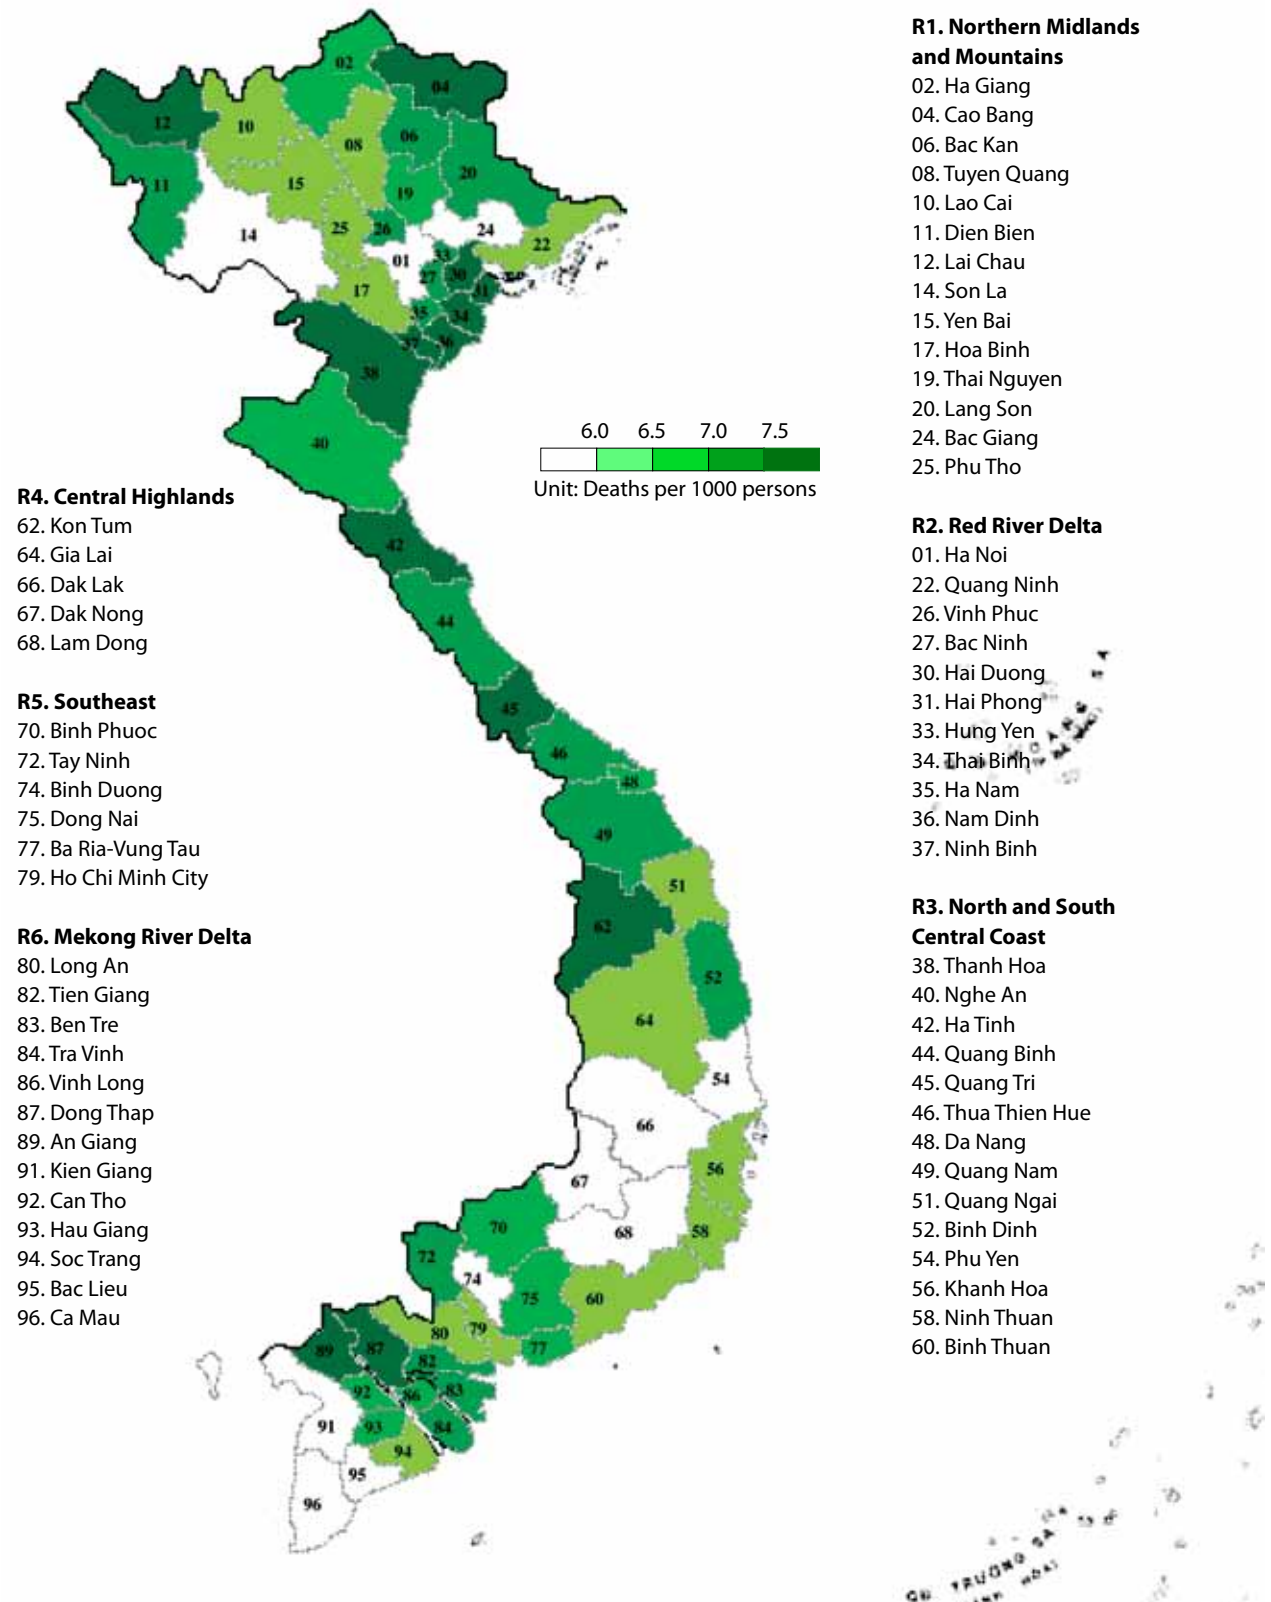 02
04
12
10
08
06
11
15
20
19
25
26
24
14
22
01
33
30
27
17
31
35
34
37
36
38
40
6.0 6.5 7.0 7.5
Unit: Deaths per 1000 persons
42
44
45
46
48
49
51
62
52
64
54
66
56
67
68
58
70
72
74
75
60
80
79
77
89
87
82
92
86
83
91
93
84
94
95
96
R1. Northern Midlands
and Mountains
02. Ha Giang
04. Cao Bang
06. Bac Kan
08. Tuyen Quang
10. Lao Cai
11. Dien Bien
12. Lai Chau
14. Son La
15. Yen Bai
17. Hoa Binh
19. Thai Nguyen
20. Lang Son
24. Bac Giang
25. Phu Tho
R2. Red River Delta
01. Ha Noi
22. Quang Ninh
26. Vinh Phuc
27. Bac Ninh
30. Hai Duong
31. Hai Phong
33. Hung Yen
34. Thai Binh
35. Ha Nam
36. Nam Dinh
37. Ninh Binh
R3. North and South
Central Coast
38. Thanh Hoa
40. Nghe An
42. Ha Tinh
44. Quang Binh
45. Quang Tri
46. Thua Thien Hue
48. Da Nang
49. Quang Nam
51. Quang Ngai
52. Binh Dinh
54. Phu Yen
56. Khanh Hoa
58. Ninh Thuan
60. Binh Thuan
R4. Central Highlands
62. Kon Tum
64. Gia Lai
66. Dak Lak
67. Dak Nong
68. Lam Dong
R5. Southeast
70. Binh Phuoc
72. Tay Ninh
74. Binh Duong
75. Dong Nai
77. Ba Ria-Vung Tau
79. Ho Chi Minh City
R6. Mekong River Delta
80. Long An
82. Tien Giang
83. Ben Tre
84. Tra Vinh
86. Vinh Long
87. Dong Thap
89. An Giang
91. Kien Giang
92. Can Tho
93. Hau Giang
94. Soc Trang
95. Bac Lieu
96. Ca Mau
TRUONG SA